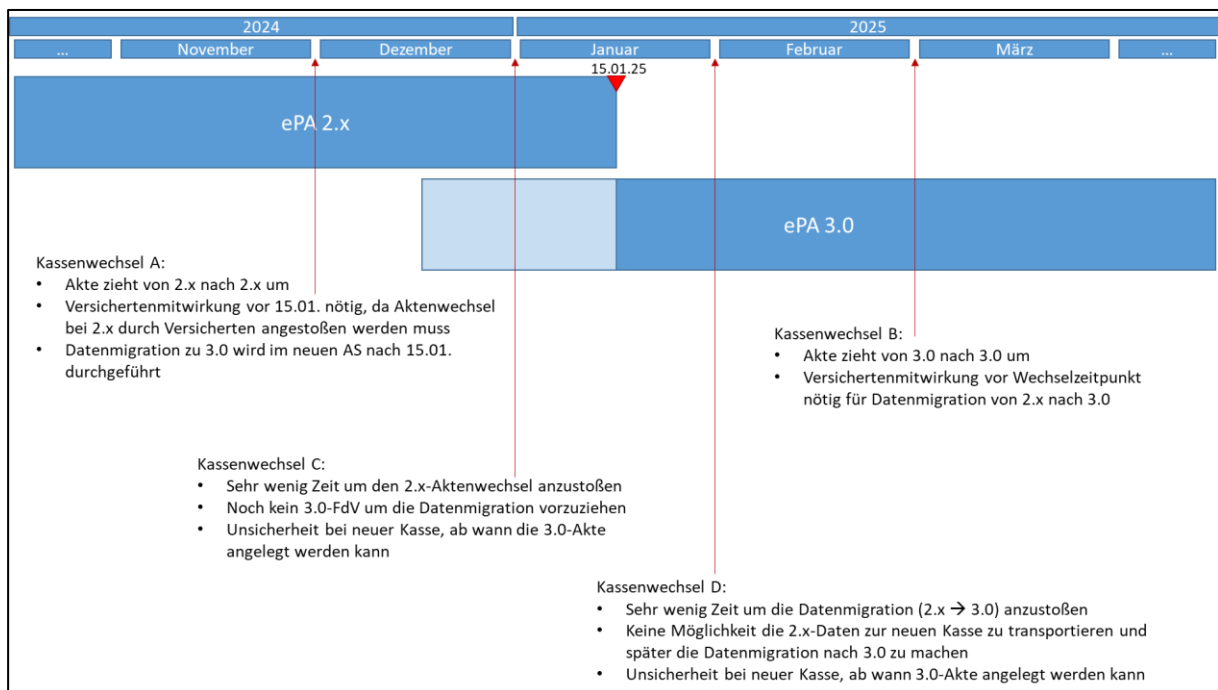 2024
2025
...
November
Dezember
Januar
Februar
März
...
15.01.25
ePA 2.x
ePA 3.0
Kassenwechsel A:
• Akte zieht von 2.x nach 2.x um
• Versichertenmitwirkung vor 15.01. nötig, da Aktenwechsel
bei 2.x durch Versicherten angestoßen werden muss
• Datenmigration zu 3.0 wird im neuen AS nach 15.01.
durchgeführt
Kassenwechsel B:
• Akte zieht von 3.0 nach 3.0 um
• Versichertenmitwirkung vor Wechselzeitpunkt
nötig für Datenmigration von 2.x nach 3.0
Kassenwechsel C:
• Sehr wenig Zeit um den 2.x-Aktenwechsel anzustoßen
• Noch kein 3.0-FdV um die Datenmigration vorzuziehen
• Unsicherheit bei neuer Kasse, ab wann die 3.0-Akte
angelegt werden kann
Kassenwechsel D:
• Sehr wenig Zeit um die Datenmigration (2.x → 3.0) anzustoßen
• Keine Möglichkeit die 2.x-Daten zur neuen Kasse zu transportieren und
später die Datenmigration nach 3.0 zu machen
• Unsicherheit bei neuer Kasse, ab wann 3.0-Akte angelegt werden kann